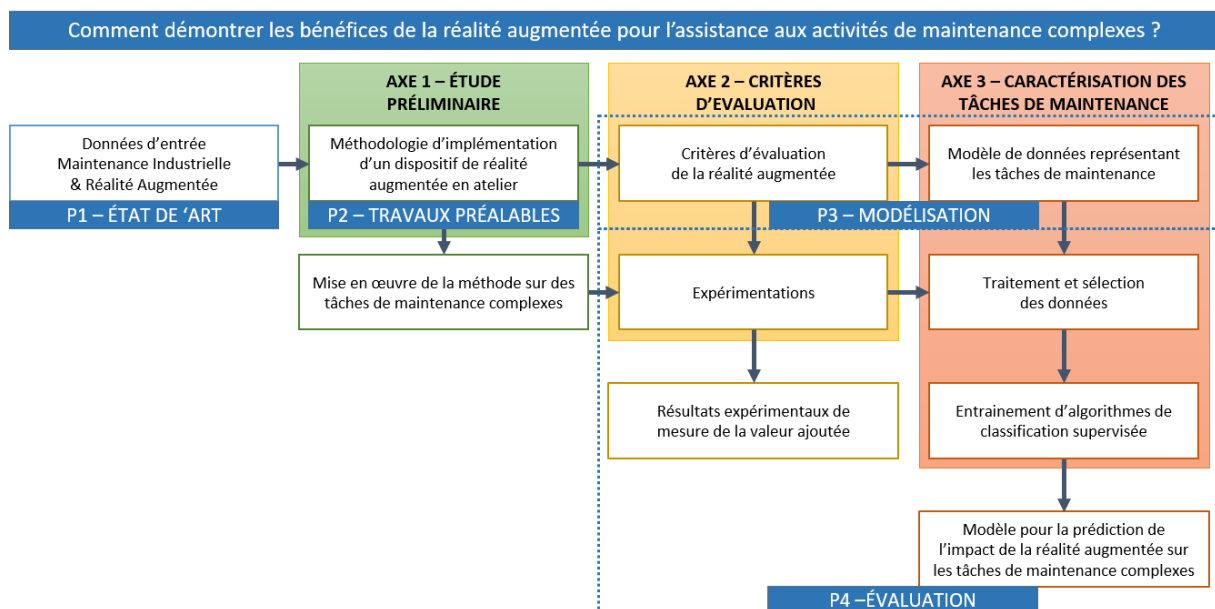 Comment démontrer les bénéfices de la réalité augmentée pour l'assistance aux activités de maintenance complexes ?
AXE 1 – ÉTUDE
PRÉLIMINAIRE
AXE 2 – CRITÈRES
D'EVALUATION
AXE 3 – CARACTÉRISATION DES
TÂCHES DE MAINTENANCE
Données d'entrée
Maintenance Industrielle
& Réalité Augmentée
Méthodologie d'implémentation
d'un dispositif de réalité
augmentée en atelier
Critères d'évaluation
de la réalité augmentée
Modèle de données représentant
les tâches de maintenance
P1 – ÉTAT DE 'ART
P2 – TRAVAUX PRÉALABLES
P3 – MODÉLISATION
Mise en œuvre de la méthode sur des
tâches de maintenance complexes
Expérimentations
Traitement et sélection
des données
Résultats expérimentaux de
mesure de la valeur ajoutée
Entrainement d'algorithmes de
classification supervisée
Modèle pour la prédiction de
l'impact de la réalité augmentée sur
les tâches de maintenance complexes
P4 –ÉVALUATION